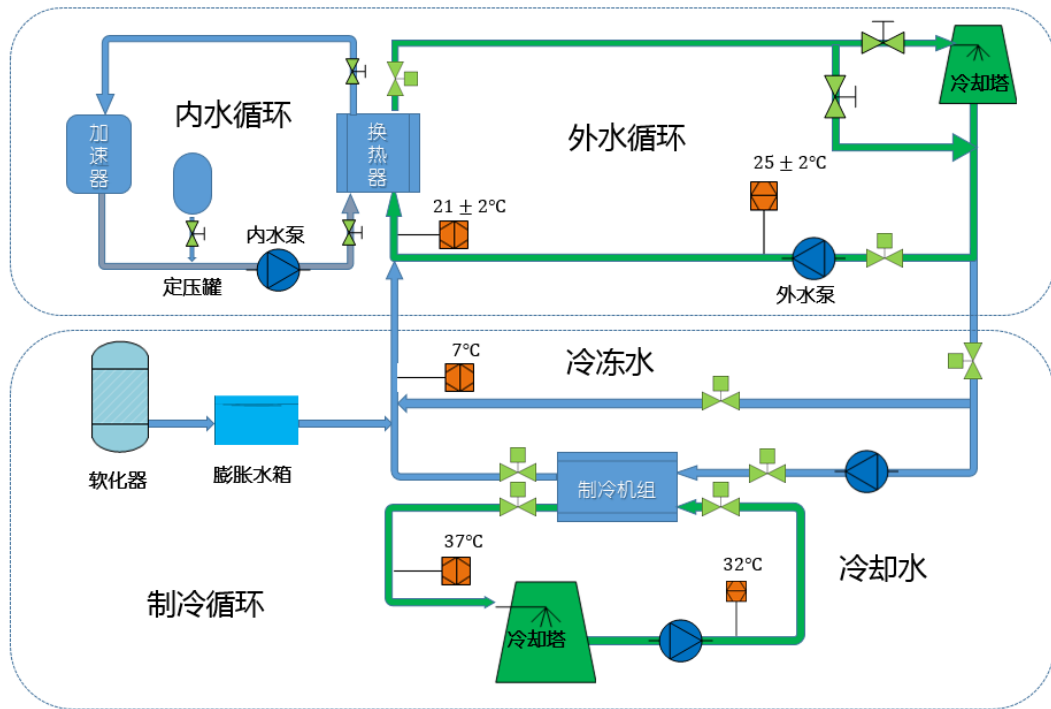 冷却塔
内水循环
外水循环
加速器
换热器
25 ± 2℃
21 ± 2℃
内水泵
定压罐
外水泵
7℃
冷冻水
软化器
膨胀水箱
制冷机组
37℃
32℃
冷却水
制冷循环
冷却塔